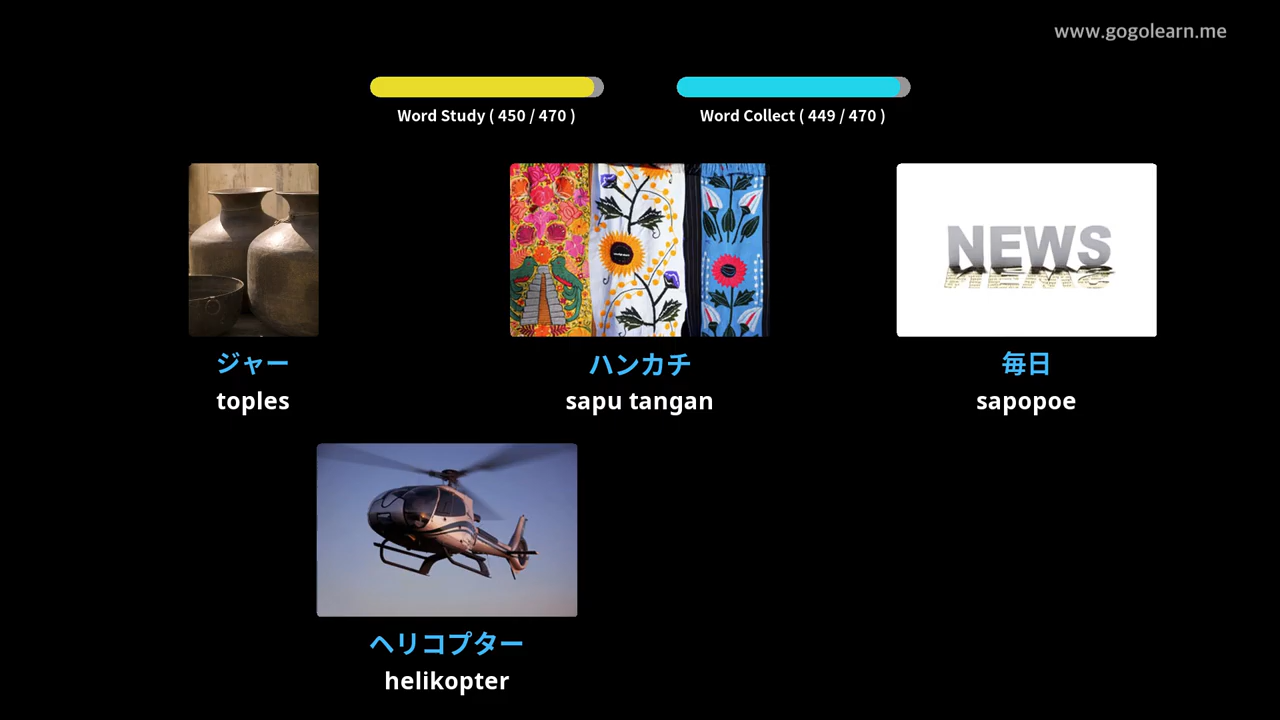 www.gogolearn.me
Word Study ( 450 / 470 )
Word Collect ( 449 / 470 )
NEWS
ジャー
ハンカチ
毎日
toples
sapu tangan
sapopoe
ヘリコプター
helikopter